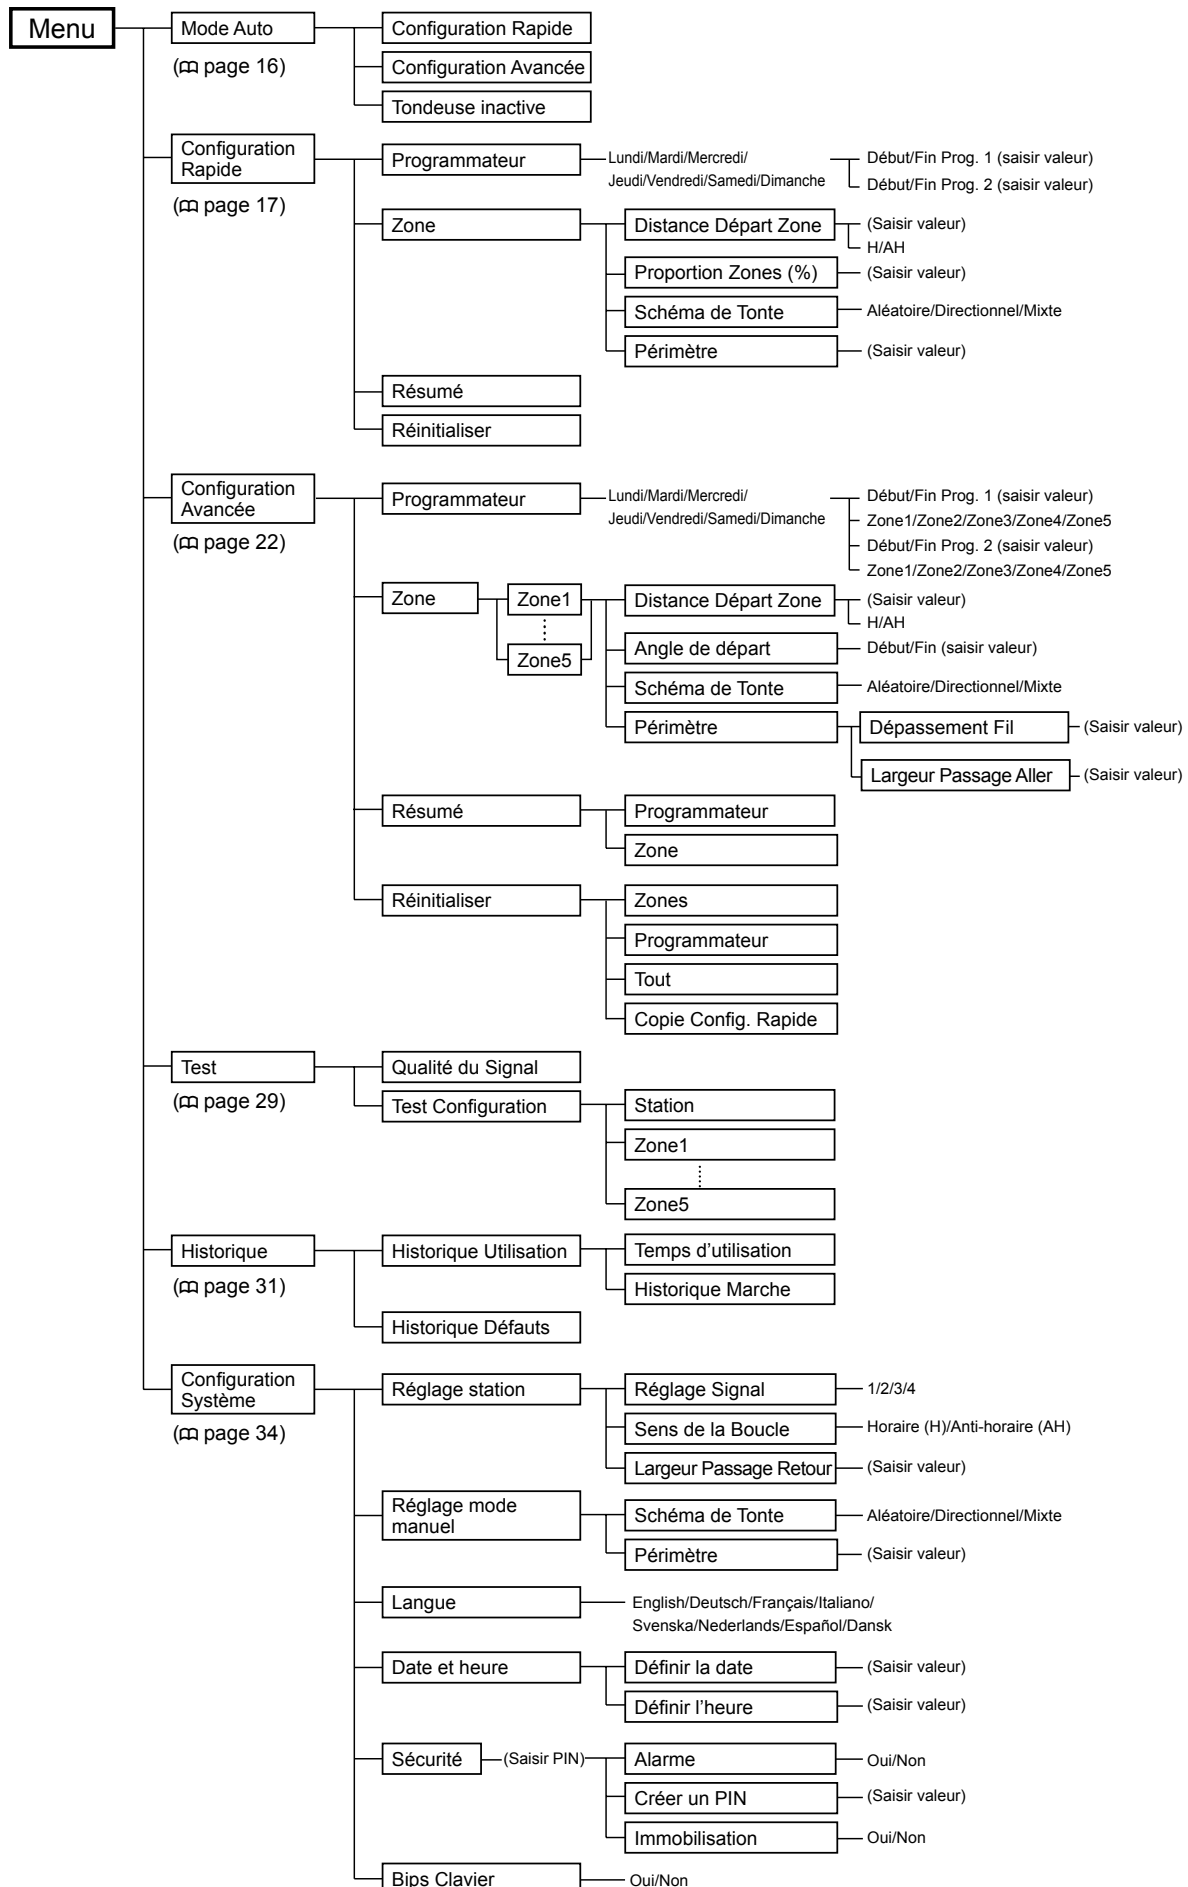 Menu
Mode Auto
(page 16)
Configuration Rapide
Configuration Avancée
Tondeuse inactive
Configuration
Rapide
(page 17)
Programmateur
Lundi/Mardi/Mercredi/
Jeudi/Vendredi/Samedi/Dimanche
Début/Fin Prog. 1 (saisir valeur)
Début/Fin Prog. 2 (saisir valeur)
Zone
Distance Départ Zone
(Saisir valeur)
H/AH
Proportion Zones (%)
(Saisir valeur)
Schéma de Tonte
Aléatoire/Directionnel/Mixte
Périmètre
(Saisir valeur)
Résumé
Réinitialiser
Configuration
Avancée
(page 22)
Programmateur
Lundi/Mardi/Mercredi/
Jeudi/Vendredi/Samedi/Dimanche
Début/Fin Prog. 1 (saisir valeur)
Zone1/Zone2/Zone3/Zone4/Zone5
Début/Fin Prog. 2 (saisir valeur)
Zone1/Zone2/Zone3/Zone4/Zone5
Zone
Zone1
Zone5
Distance Départ Zone
(Saisir valeur)
H/AH
Angle de départ
Début/Fin (saisir valeur)
Schéma de Tonte
Aléatoire/Directionnel/Mixte
Périmètre
Dépassement Fil
(Saisir valeur)
Largeur Passage Aller
(Saisir valeur)
Résumé
Programmateur
Zone
Réinitialiser
Zones
Programmateur
Tout
Copie Config. Rapide
Test
(page 29)
Qualité du Signal
Test Configuration
Station
Zone1
Zone5
Historique
(page 31)
Historique Utilisation
Temps d'utilisation
Historique Marche
Historique Défauts
Configuration
Système
(page 34)
Réglage station
Réglage Signal
1/2/3/4
Sens de la Boucle
Horaire (H)/Anti-horaire (AH)
Largeur Passage Retour
(Saisir valeur)
Réglage mode
manuel
Schéma de Tonte
Aléatoire/Directionnel/Mixte
Périmètre
(Saisir valeur)
Langue
English/Deutsch/Français/Italiano/
Svenska/Nederlands/Español/Dansk
Date et heure
Définir la date
(Saisir valeur)
Définir l'heure
(Saisir valeur)
Sécurité
(Saisir PIN)
Alarme
Oui/Non
Créer un PIN
(Saisir valeur)
Immobilisation
Oui/Non
Bips Clavier
Oui/Non